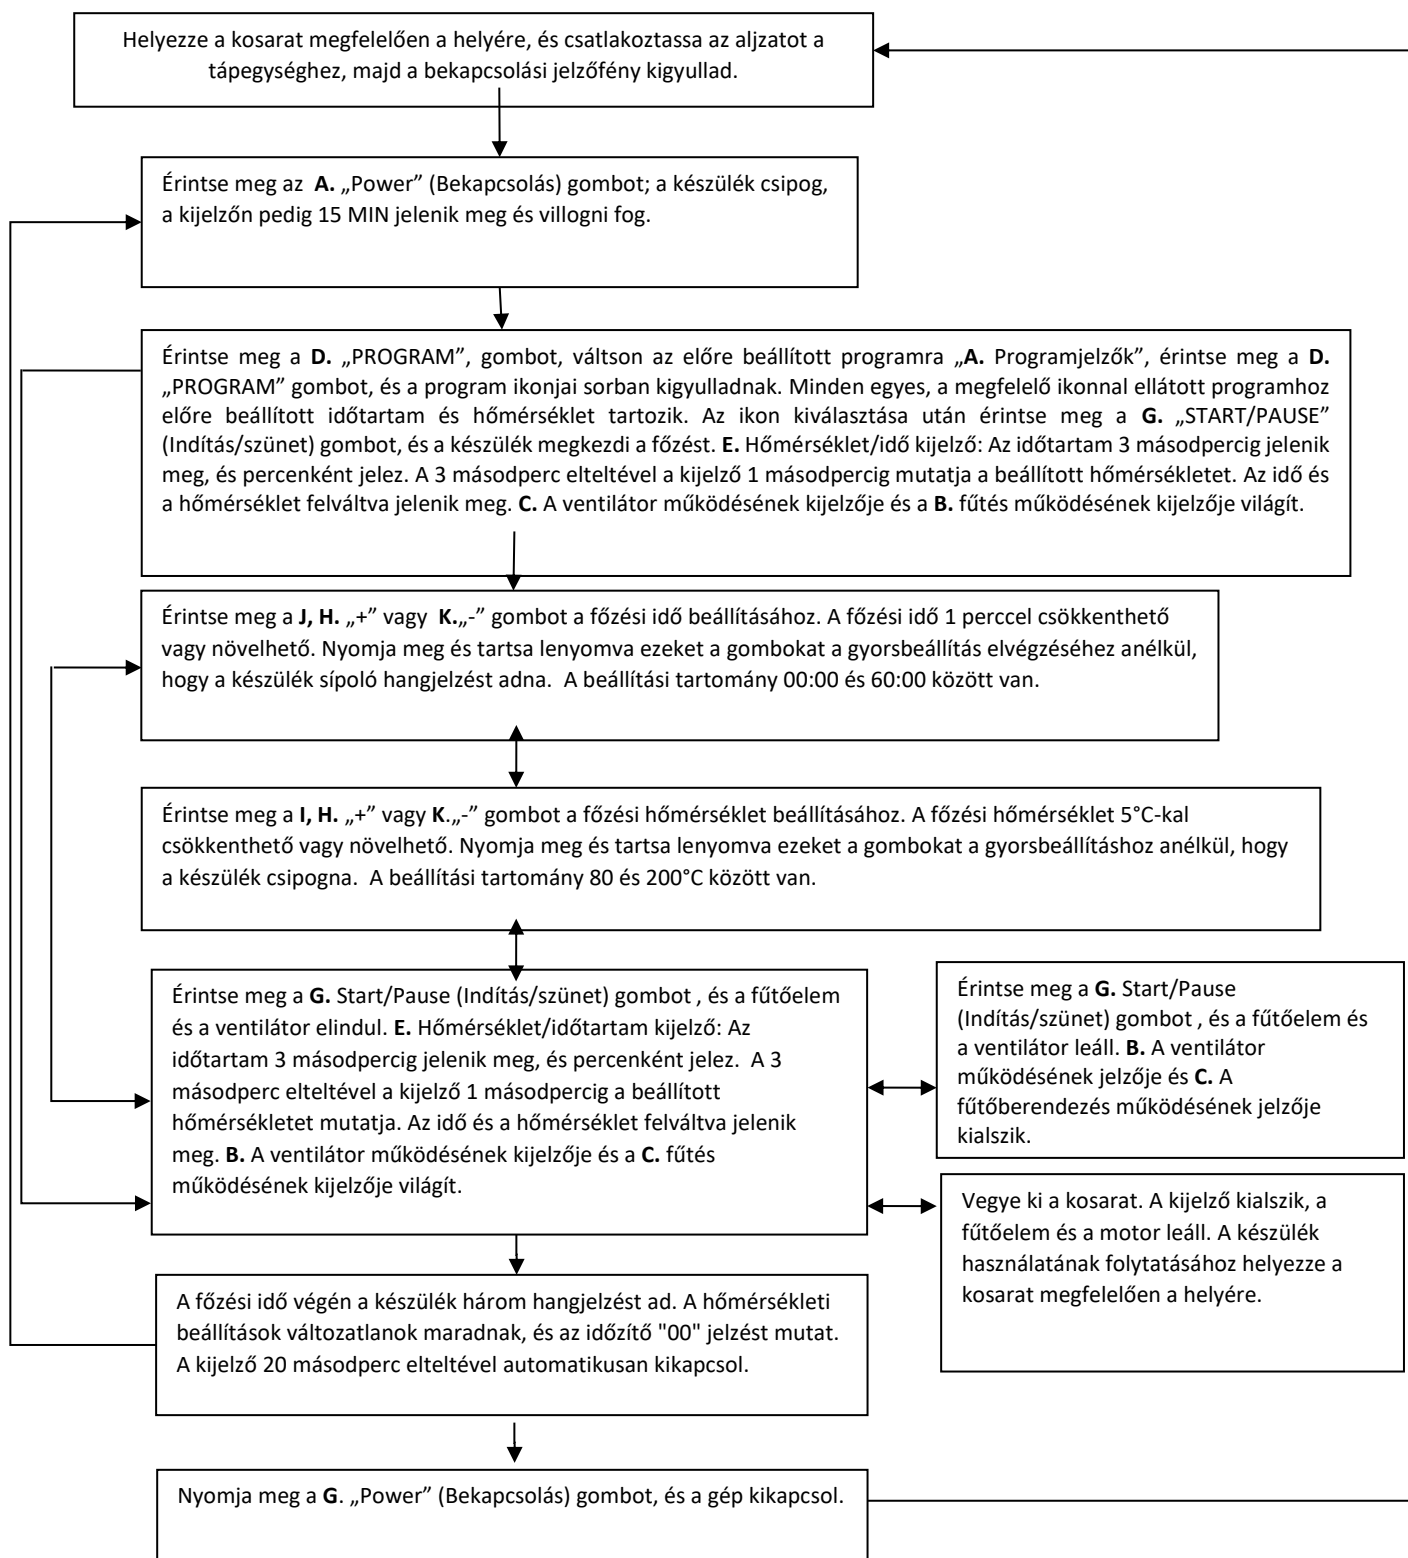 Helyezze a kosarat megfelelően a helyére, és csatlakoztassa az aljzatot a
tápegységhez, majd a bekapcsolási jelzőfény kigyullad.
Érintse meg az A. „Power” (Bekapcsolás) gombot; a készülék csipog,
a kijelzőn pedig 15 MIN jelenik meg és villogni fog.
Érintse meg a D. „PROGRAM”, gombot, váltson az előre beállított programra „A. Programjelzők”, érintse meg a D.
„PROGRAM” gombot, és a program ikonjai sorban kigyulladnak. Minden egyes, a megfelelő ikonnal ellátott programhoz
előre beállított időtartam és hőmérséklet tartozik. Az ikon kiválasztása után érintse meg a G. „START/PAUSE”
(Indítás/szünet) gombot, és a készülék megkezdi a főzést. E. Hőmérséklet/idő kijelző: Az időtartam 3 másodpercig jelenik
meg, és percenként jelez. A 3 másodperc elteltével a kijelző 1 másodpercig mutatja a beállított hőmérsékletet. Az idő és
a hőmérséklet felváltva jelenik meg. C. A ventilátor működésének kijelzője és a B. fűtés működésének kijelzője világít.
Érintse meg a J, H. „+” vagy K.„-” gombot a főzési idő beállításához. A főzési idő 1 perccel csökkenthető
vagy növelhető. Nyomja meg és tartsa lenyomva ezeket a gombokat a gyorsbeállítás elvégzéséhez anélkül,
hogy a készülék sípoló hangjelzést adna. A beállítási tartomány 00:00 és 60:00 között van.
Érintse meg a I, H. „+” vagy K.„-” gombot a főzési hőmérséklet beállításához. A főzési hőmérséklet 5°C-kal
csökkenthető vagy növelhető. Nyomja meg és tartsa lenyomva ezeket a gombokat a gyorsbeállításhoz anélkül, hogy
a készülék csipogna. A beállítási tartomány 80 és 200°C között van.
Érintse meg a G. Start/Pause (Indítás/szünet) gombot , és a fűtőelem
és a ventilátor elindul. E. Hőmérséklet/időtartam kijelző: Az
időtartam 3 másodpercig jelenik meg, és percenként jelez. A 3
másodperc elteltével a kijelző 1 másodpercig a beállított
hőmérsékletet mutatja. Az idő és a hőmérséklet felváltva jelenik
meg. B. A ventilátor működésének kijelzője és a C. fűtés
működésének kijelzője világít.
Érintse meg a G. Start/Pause
(Indítás/szünet) gombot , és a fűtőelem és
a ventilátor leáll. B. A ventilátor
működésének jelzője és C. A
fűtőberendezés működésének jelzője
kialszik.
Vegye ki a kosarat. A kijelző kialszik, a
fűtőelem és a motor leáll. A készülék
használatának folytatásához helyezze a
kosarat megfelelően a helyére.
A főzési idő végén a készülék három hangjelzést ad. A hőmérsékleti
beállítások változatlanok maradnak, és az időzítő "00" jelzést mutat.
A kijelző 20 másodperc elteltével automatikusan kikapcsol.
Nyomja meg a G. „Power” (Bekapcsolás) gombot, és a gép kikapcsol.